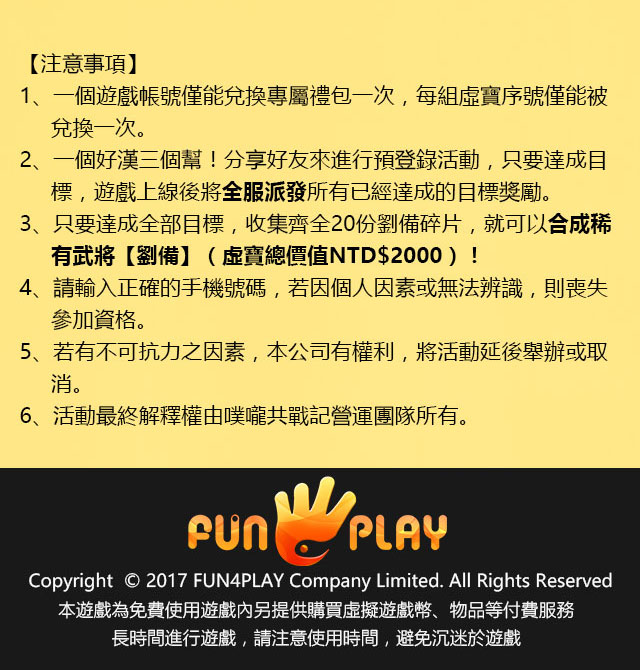 【注意事項】
1、一個遊戲帳號僅能兌換專屬禮包一次，每組虛寶序號僅能被
兌換一次。
2、一個好漢三個幫！分享好友來進行預登錄活動，只要達成目
標，遊戲上線後將全服派發所有已經達成的目標獎勵。
3、只要達成全部目標，收集齊全20份劉備碎片，就可以合成稀
有武將【劉備】（虛寶總價值NTD$2000）！
4、請輸入正確的手機號碼，若因個人因素或無法辨識，則喪失
參加資格。
5、若有不可抗力之因素，本公司有權利，將活動延後舉辦或取
消。
6、活動最終解釋權由噗嚨共戰記營運團隊所有。
FUN PLAY
Copyright © 2017 FUN4PLAY Company Limited. All Rights Reserved
本遊戲為免費使用遊戲內另提供購買虛擬遊戲幣、物品等付費服務
長時間進行遊戲，請注意使用時間，避免沉迷於遊戲